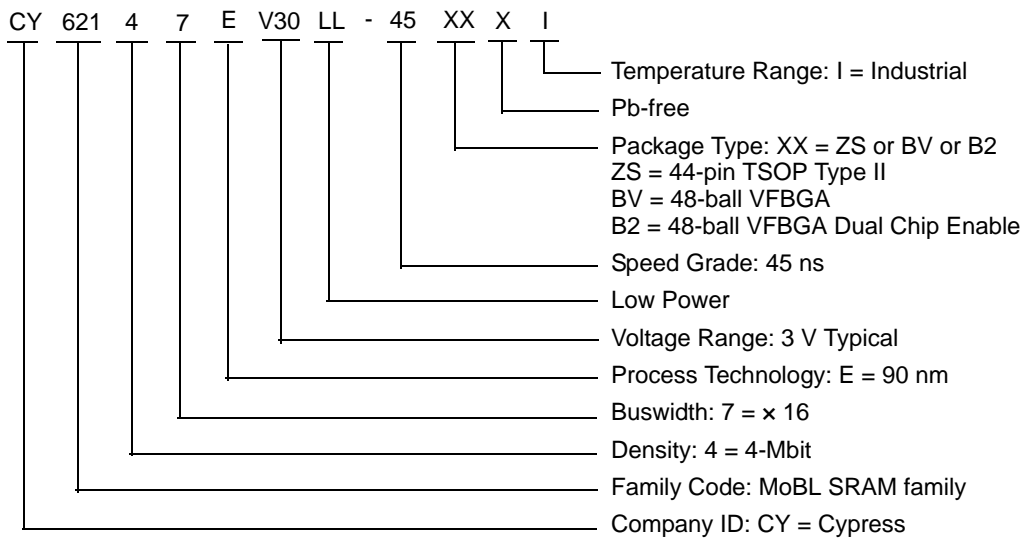 CY 621 4 7 E V30 LL - 45 XX X I
Temperature Range: I = Industrial
Pb-free
Package Type: XX = ZS or BV or B2
ZS = 44-pin TSOP Type II
BV = 48-ball VFBGA
B2 = 48-ball VFBGA Dual Chip Enable
Speed Grade: 45 ns
Low Power
Voltage Range: 3 V Typical
Process Technology: E = 90 nm
Buswidth: 7 = × 16
Density: 4 = 4-Mbit
Family Code: MoBL SRAM family
Company ID: CY = Cypress